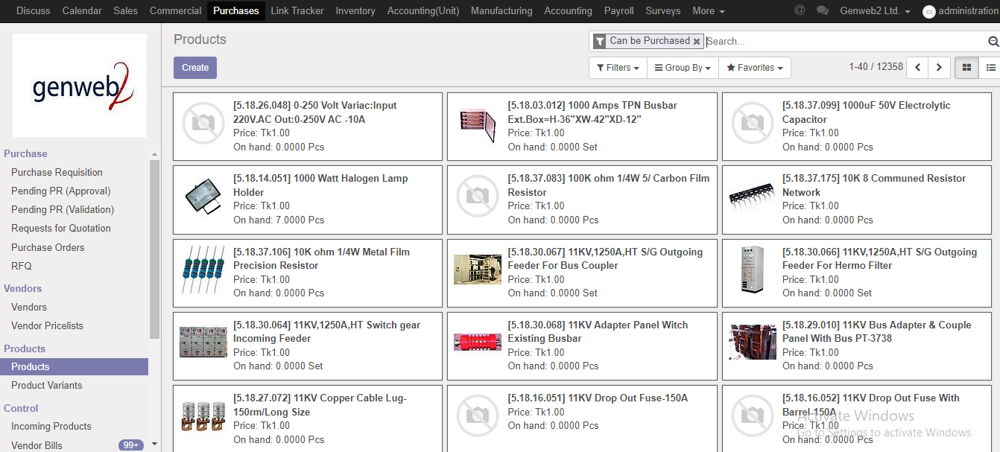 Discuss Calendar Sales Commercial Purchases Link Tracker Inventory Accounting(Unit) Manufacturing Accounting Payroll Surveys More @ Genweb2 Ltd. administration
genweb2
Purchase
Purchase Requisition
Pending PR (Approval)
Pending PR (Validation)
Requests for Quotation
Purchase Orders
RFQ
Vendors
Vendors
Vendor Pricelists
Products
Products
Product Variants
Control
Incoming Products
Vendor Bills 99+
Products
Can be Purchased × Search...
Create
Filters Group By Favorites 1-40 / 12358
[5.18.26.048] 0-250 Volt Variac:Input
220V.AC Out:0-250V AC -10A
Price: Tk1.00
On hand: 0.0000 Pcs
[5.18.03.012] 1000 Amps TPN Busbar
Ext.Box=H-36"XW-42"XD-12"
Price: Tk1.00
On hand: 0.0000 Set
[5.18.37.099] 1000uF 50V Electrolytic
Capacitor
Price: Tk1.00
On hand: 0.0000 Pcs
[5.18.14.051] 1000 Watt Halogen Lamp
Holder
Price: Tk1.00
On hand: 7.0000 Pcs
[5.18.37.083] 100K ohm 1/4W 5/ Carbon Film
Resistor
Price: Tk1.00
On hand: 0.0000 Pcs
[5.18.37.175] 10K 8 Communed Resistor
Network
Price: Tk1.00
On hand: 0.0000 Pcs
[5.18.37.106] 10K ohm 1/4W Metal Film
Precision Resistor
Price: Tk1.00
On hand: 0.0000 Pcs
[5.18.30.067] 11KV,1250A,HT S/G Outgoing
Feeder For Bus Coupler
Price: Tk1.00
On hand: 0.0000 Set
[5.18.30.066] 11KV,1250A,HT S/G Outgoing
Feeder For Hermo Filter
Price: Tk1.00
On hand: 0.0000 Set
[5.18.30.064] 11KV,1250A,HT Switch gear
Incoming Feeder
Price: Tk1.00
On hand: 0.0000 Set
[5.18.30.068] 11KV Adapter Panel Witch
Existing Busbar
Price: Tk1.00
On hand: 0.0000 Pcs
[5.18.29.010] 11KV Bus Adapter & Couple
Panel With Bus PT-3738
Price: Tk1.00
On hand: 0.0000 Pcs
[5.18.27.072] 11KV Copper Cable Lug-
150rm/Long Size
Price: Tk1.00
On hand: 0.0000 Pcs
[5.18.16.051] 11KV Drop Out Fuse-150A
Price: Tk1.00
On hand: 0.0000 Pcs
[5.18.16.052] 11KV Drop Out Fuse With
Barrel-150A
Price: Tk1.00
On hand: 0.0000 Pcs
Activate Windows
Go to Settings to activate Windows.